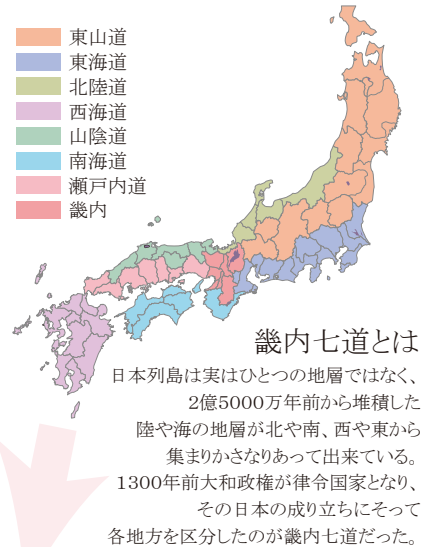 東山道
東海道
北陸道
西海道
山陰道
南海道
瀬戸内道
畿内
畿内七道とは
日本列島は実はひとつの地層ではなく、
2億5000万年前から堆積した
陸や海の地層が北や南、西や東から
集まりかさなりあって出来ている。
1300年前大和政権が律令国家となり、
その日本の成り立ちにそって
各地方を区分したのが畿内七道だった。